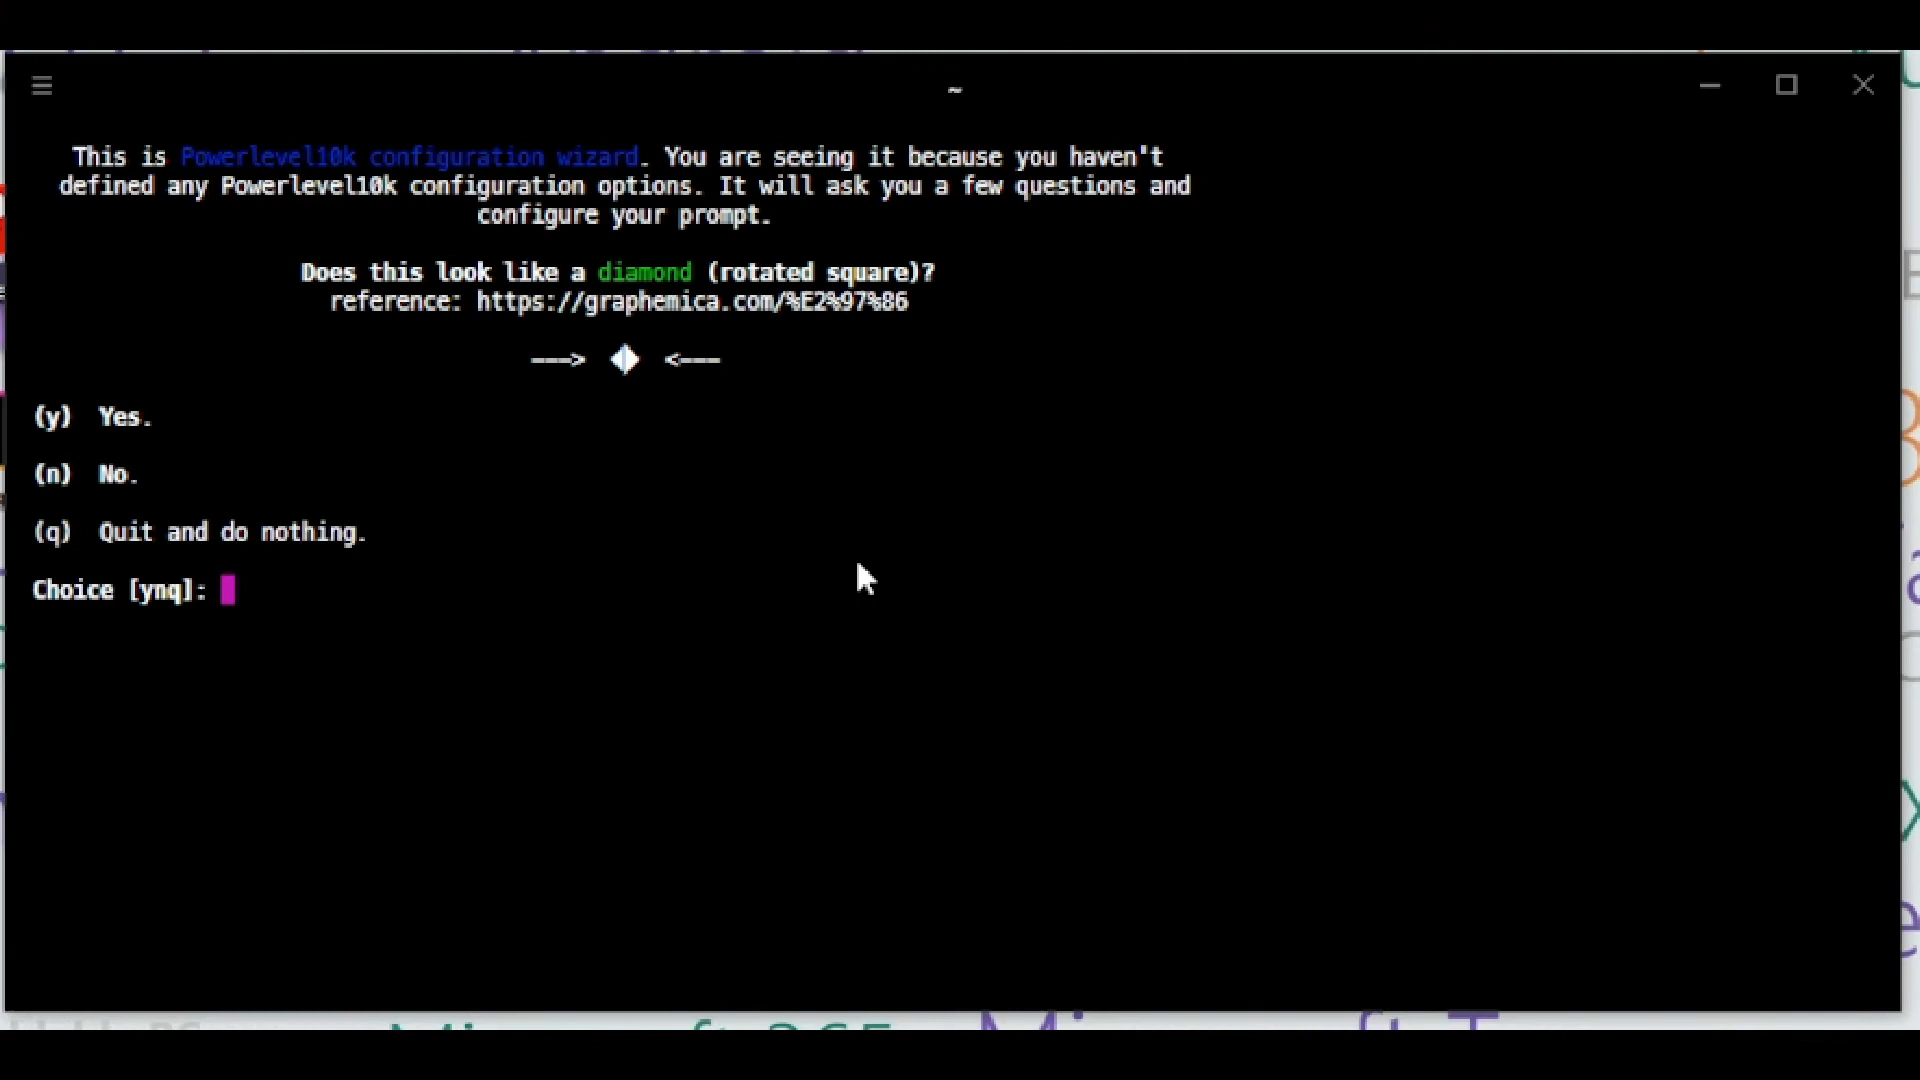 ~
This is Powerlevel10k configuration wizard. You are seeing it because you haven't
defined any Powerlevel10k configuration options. It will ask you a few questions and
configure your prompt.
Does this look like a diamond (rotated square)?
reference: https://graphemica.com/%E2%97%86
---> ◆ <---
(y) Yes.
(n) No.
(q) Quit and do nothing.
Choice [ynq]: